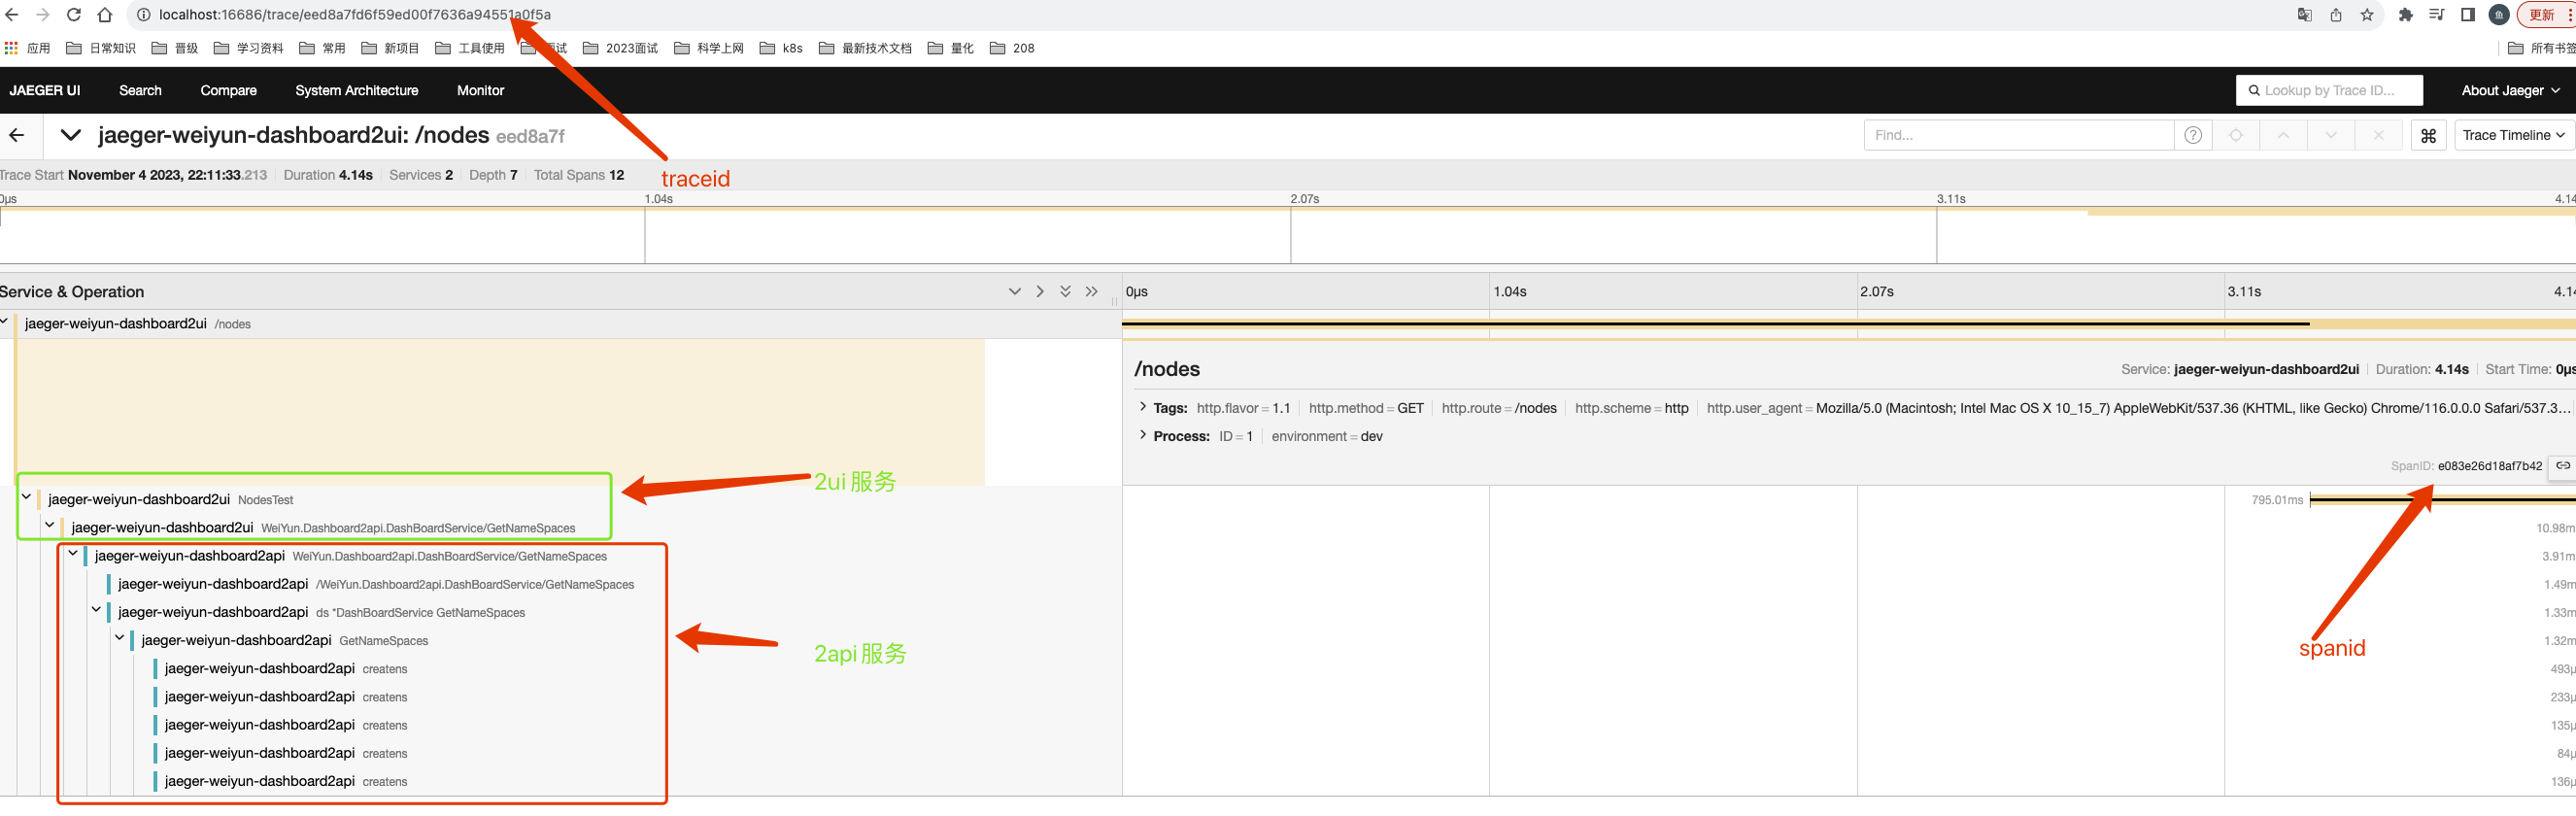 localhost:16686/trace/eed8a7fd6f59ed00f7636a94551a0f5a
更新
应用 日常知识 晋级 学习资料 常用 新项目 工具使用 试 2023面试 科学上网 k8s 最新技术文档 量化 208 所有书签
JAEGER UI Search Compare System Architecture Monitor Lookup by Trace ID... About Jaeger
jaeger-weiyun-dashboard2ui: /nodes eed8a7f Find... Trace Timeline
Trace Start November 4 2023, 22:11:33.213 Duration 4.14s Services 2 Depth 7 Total Spans 12
traceid
0μs 1.04s 2.07s 3.11s 4.14
Service & Operation 0μs 1.04s 2.07s 3.11s 4.14
jaeger-weiyun-dashboard2ui /nodes
/nodes Service: jaeger-weiyun-dashboard2ui Duration: 4.14s Start Time: 0μs
Tags: http.flavor = 1.1 http.method = GET http.route = /nodes http.scheme = http http.user_agent = Mozilla/5.0 (Macintosh; Intel Mac OS X 10_15_7) AppleWebKit/537.36 (KHTML, like Gecko) Chrome/116.0.0.0 Safari/537.3...
Process: ID = 1 environment = dev
SpanID: e083e26d18af7b42
2ui服务
jaeger-weiyun-dashboard2ui NodesTest 795.01ms
jaeger-weiyun-dashboard2ui WeiYun.Dashboard2api.DashBoardService/GetNameSpaces 10.98m
jaeger-weiyun-dashboard2api WeiYun.Dashboard2api.DashBoardService/GetNameSpaces 3.91m
jaeger-weiyun-dashboard2api /WeiYun.Dashboard2api.DashBoardService/GetNameSpaces 1.49m
jaeger-weiyun-dashboard2api ds *DashBoardService GetNameSpaces 1.33m
jaeger-weiyun-dashboard2api GetNameSpaces 1.32m
2api服务
spanid
jaeger-weiyun-dashboard2api createns 493μ
jaeger-weiyun-dashboard2api createns 233μ
jaeger-weiyun-dashboard2api createns 135μ
jaeger-weiyun-dashboard2api createns 84μ
jaeger-weiyun-dashboard2api createns 136μ